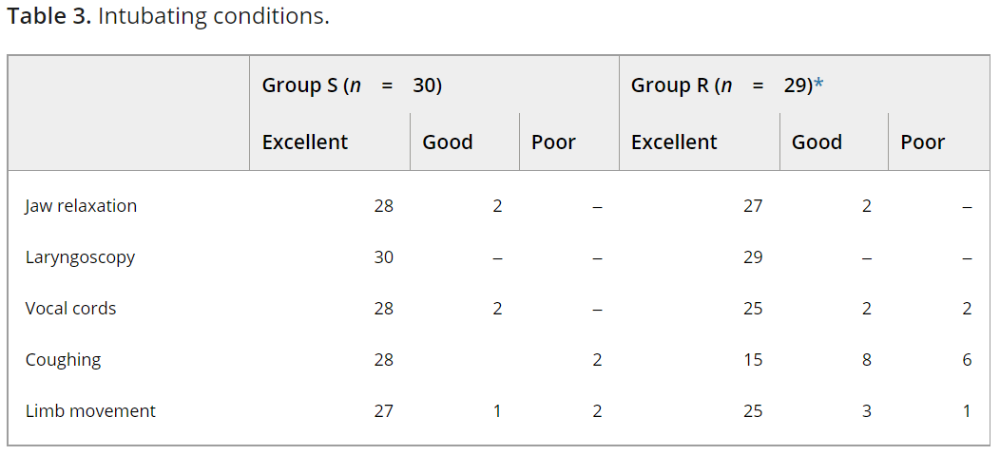 Table 3. Intubating conditions.
Group S (n = 30) Group R (n = 29)*
Excellent Good Poor Excellent Good Poor
Jaw relaxation 28 2 – 27 2 –
Laryngoscopy 30 – – 29 – –
Vocal cords 28 2 – 25 2 2
Coughing 28 2 15 8 6
Limb movement 27 1 2 25 3 1